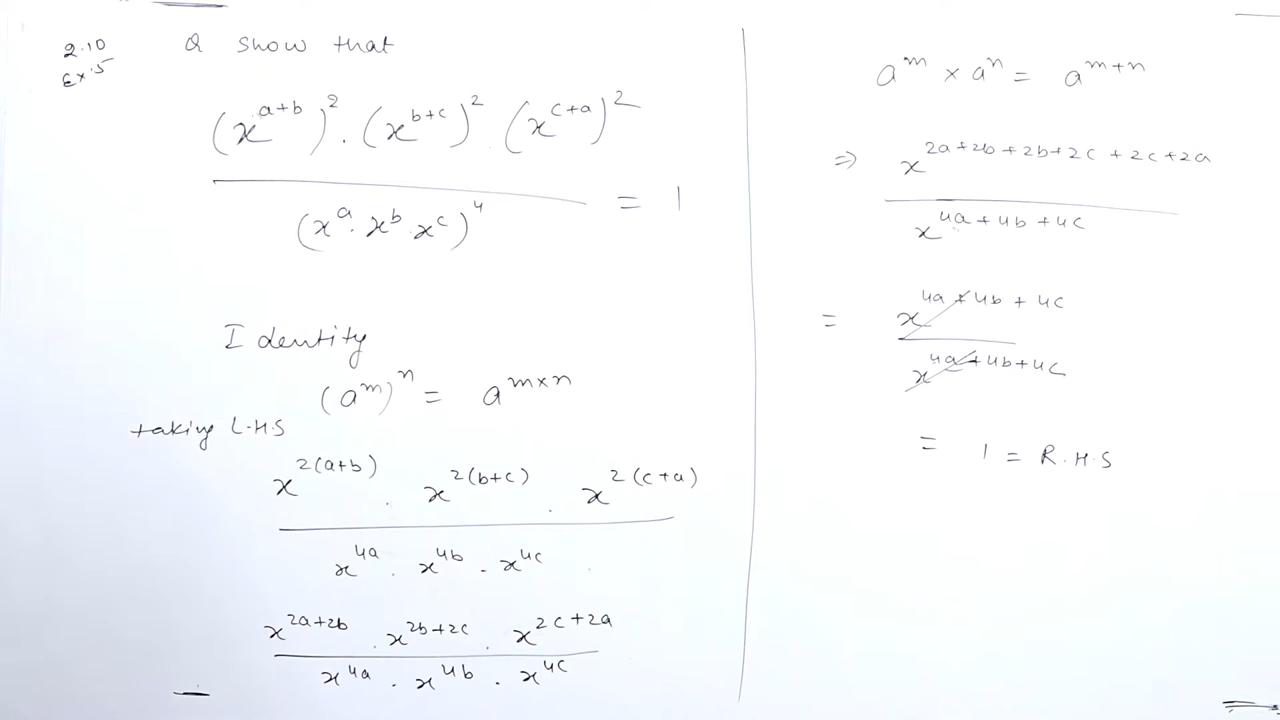 2.10
Ex.5
Q show that
(x^{a+b})^2 . (x^{b+c})^2 (x^{c+a})^2
(x^a . x^b . x^c)^4
= 1
Identity
(a^m)^n = a^{m×n}
taking L.H.S
x^{2(a+b)} . x^{2(b+c)} . x^{2(c+a)}
x^{4a} . x^{4b} . x^{4c}
x^{2a+2b} . x^{2b+2c} . x^{2c+2a}
x^{4a} . x^{4b} . x^{4c}
a^m × a^n = a^{m+n}
⇒ x^{2a+2b+2b+2c+2c+2a}
x^{4a+4b+4c}
= x^{4a+4b+4c}
x^{4a+4b+4c}
= 1 = R.H.S